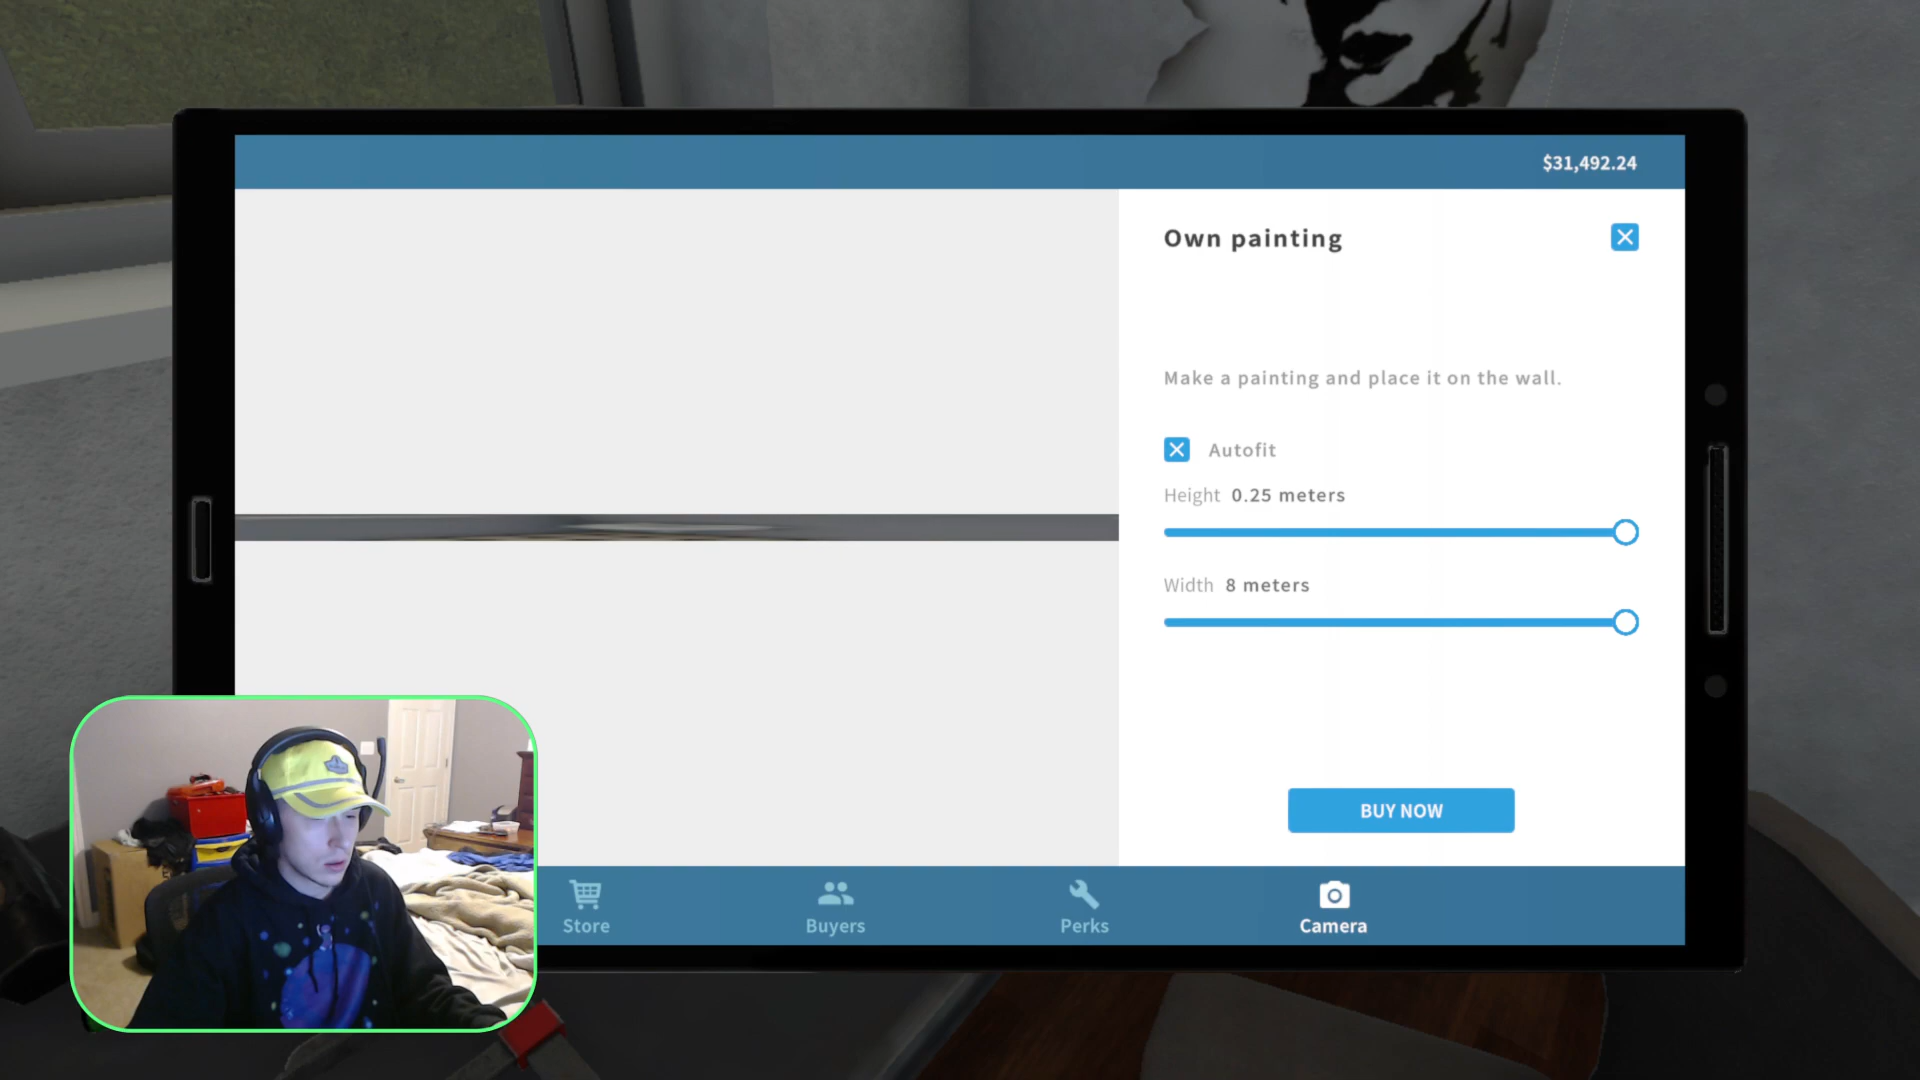 $31,492.24
Own painting
Make a painting and place it on the wall.
Autofit
Height 0.25 meters
Width 8 meters
BUY NOW
Store
Buyers
Perks
Camera